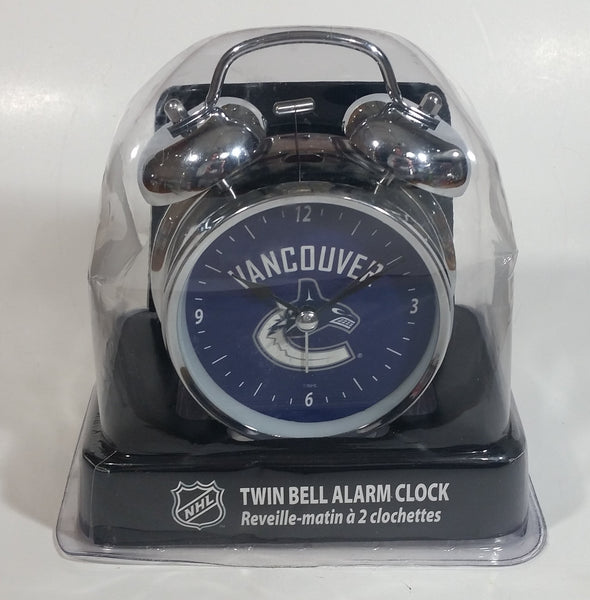 12
VANCOUVER
9
3
6
NHL
TWIN BELL ALARM CLOCK
Reveille-matin à 2 clochettes